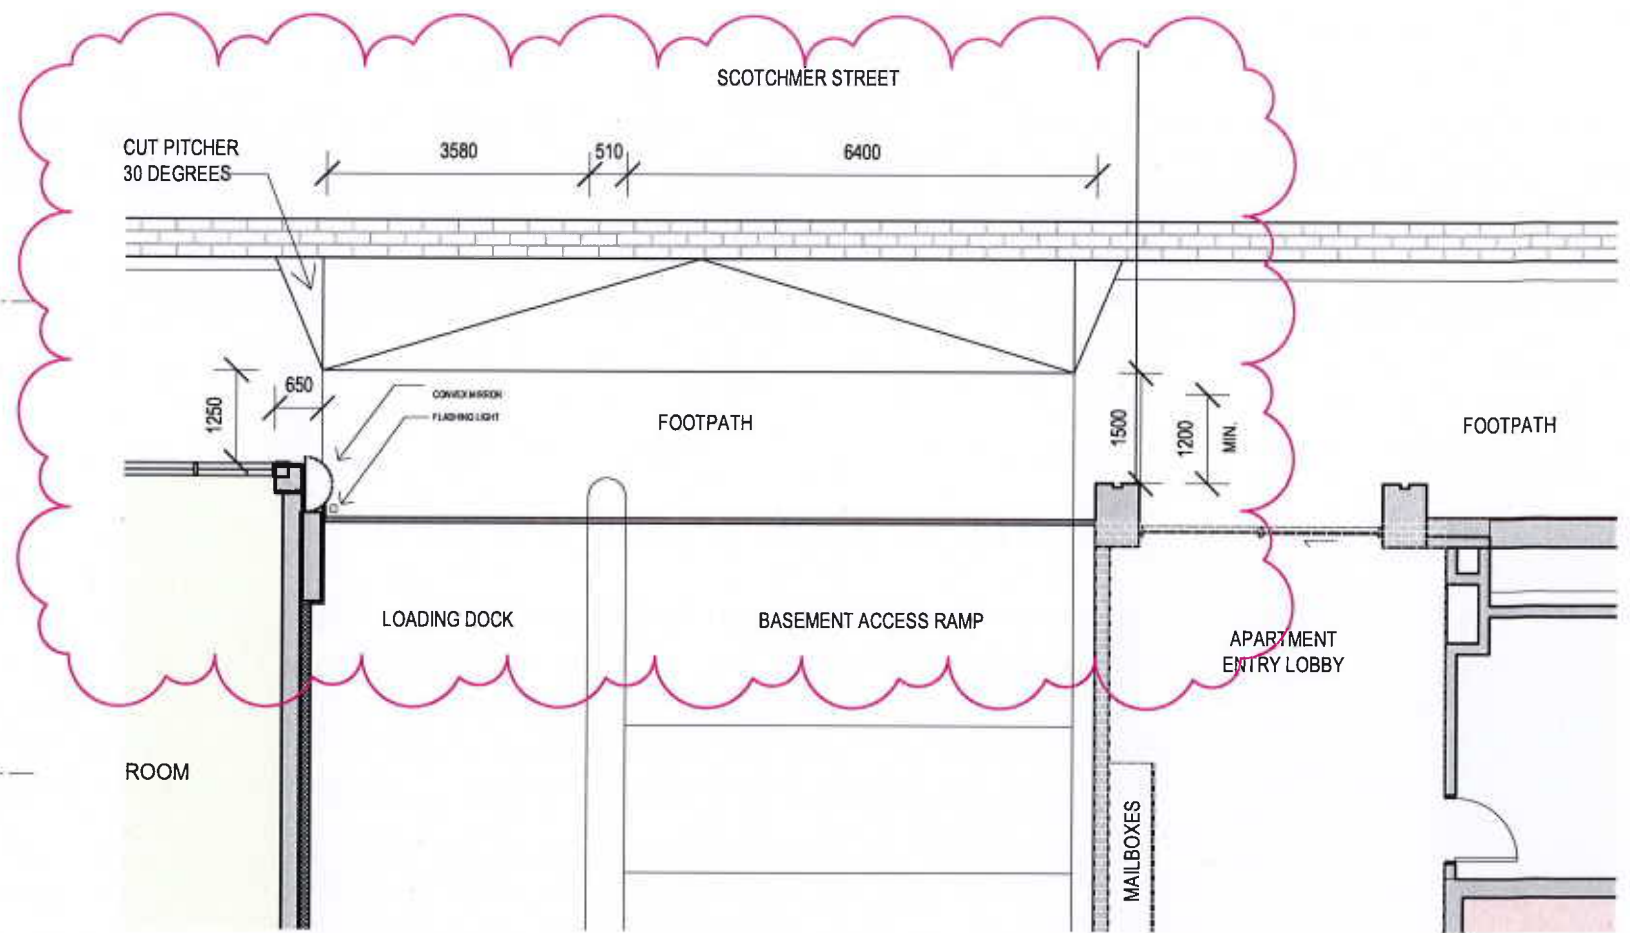 SCOTCHMER STREET
CUT PITCHER
30 DEGREES
3580
510
6400
650
1250
CONVEX MIRROR
FLASHING LIGHT
FOOTPATH
1500
1200
MIN.
FOOTPATH
LOADING DOCK
BASEMENT ACCESS RAMP
APARTMENT
ENTRY LOBBY
ROOM
MAILBOXES